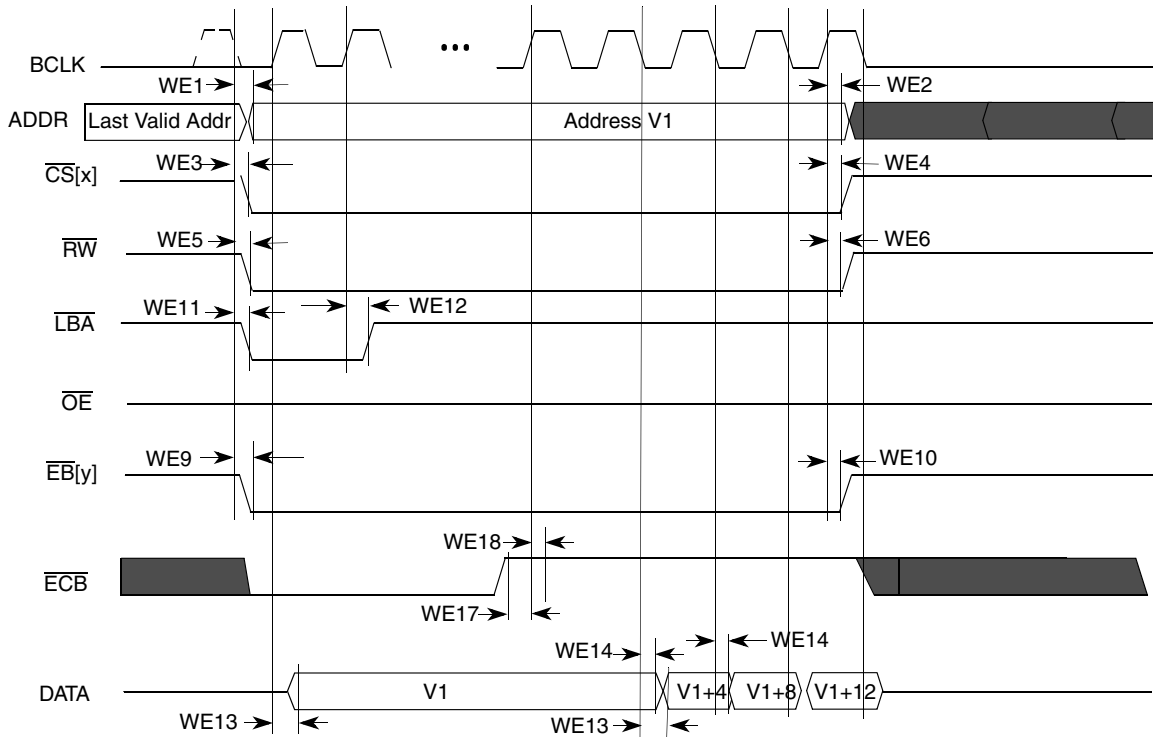 BCLK
•••
WE1
WE2
ADDR
Last Valid Addr
Address V1
WE3
WE4
CS[x]
WE5
WE6
RW
WE11
WE12
LBA
OE
WE9
WE10
EB[y]
WE18
ECB
WE17
WE14
WE14
DATA
V1
V1+4
V1+8
V1+12
WE13
WE13